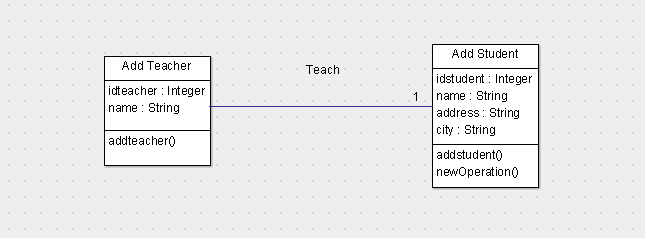 Add Teacher
idteacher : Integer
name : String
addteacher()
Teach
1
Add Student
idstudent : Integer
name : String
address : String
city : String
addstudent()
newOperation()